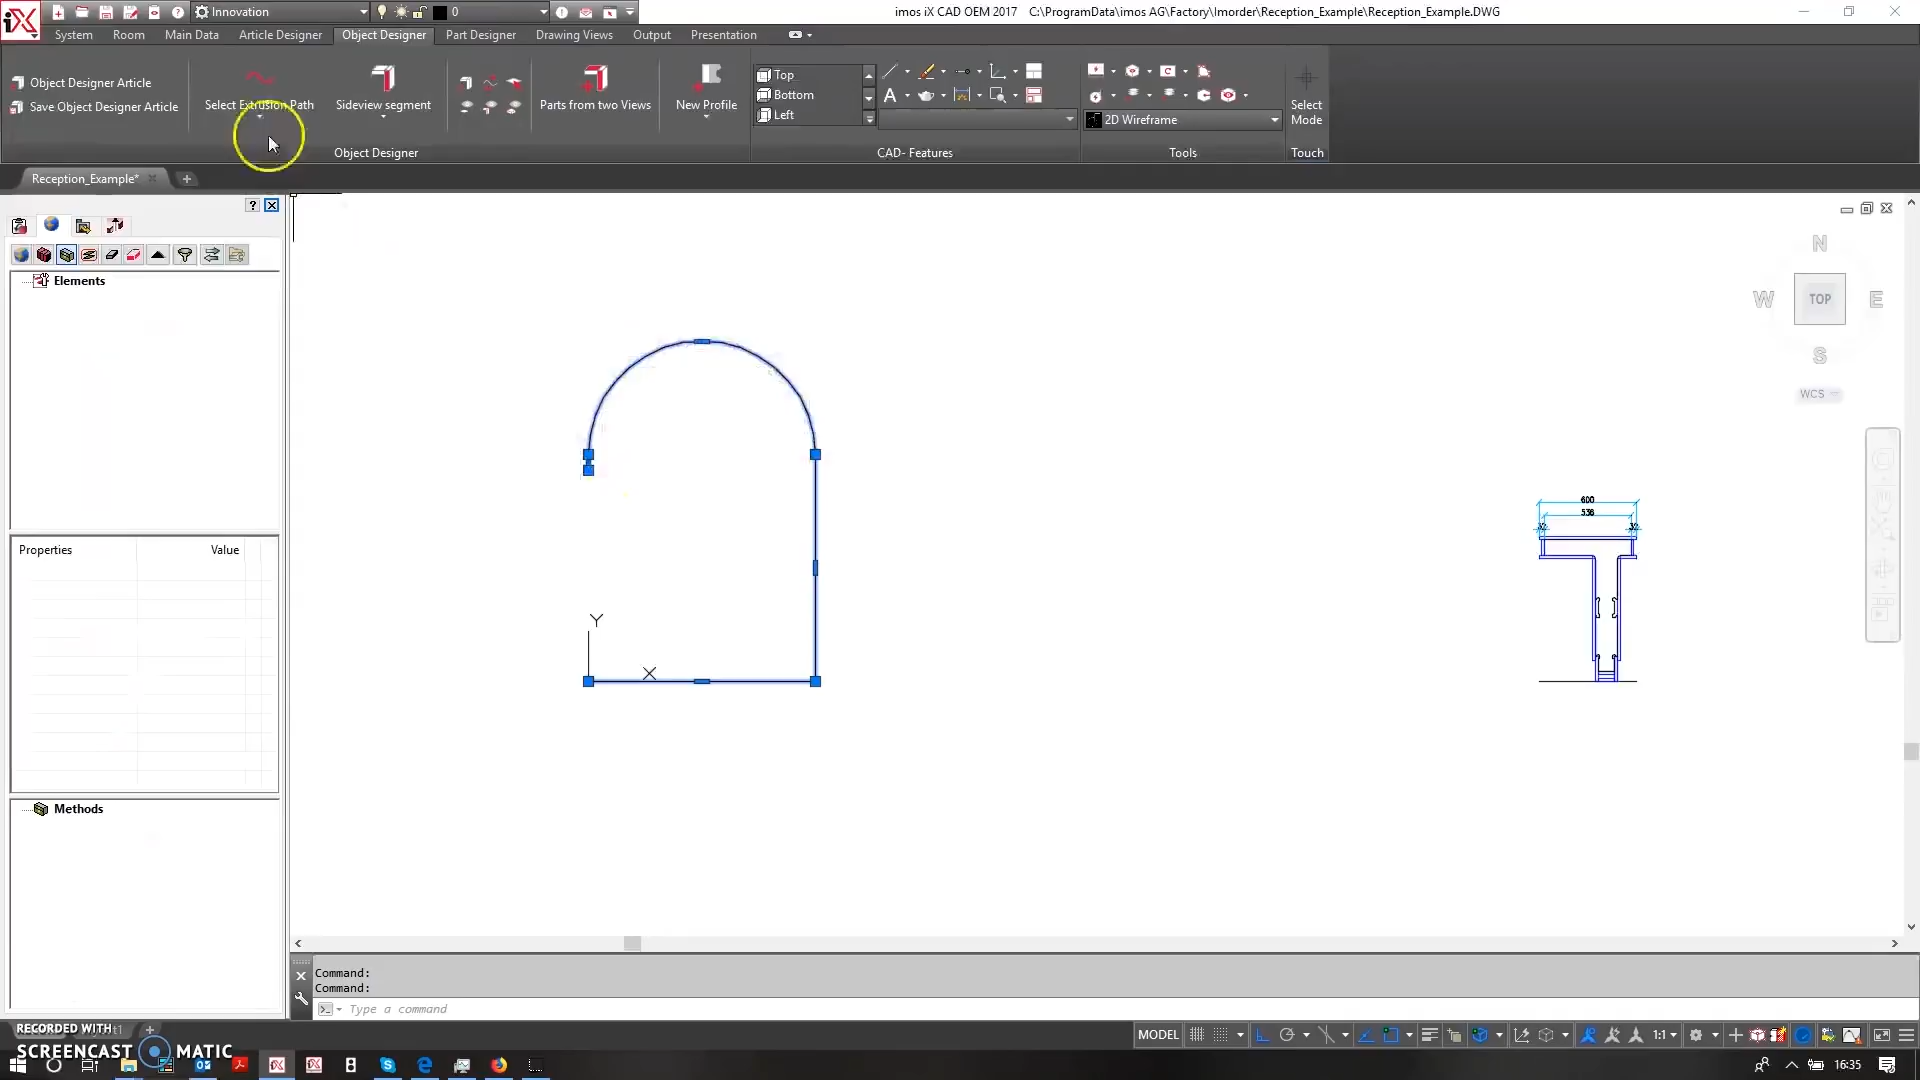 iX
Innovation
0
imos iX CAD OEM 2017 C:\ProgramData\imos AG\Factory\Imorder\Reception_Example\Reception_Example.DWG
System Room Main Data Article Designer Object Designer Part Designer Drawing Views Output Presentation
Object Designer Article
Save Object Designer Article
Select Extrusion Path
Sideview segment
Parts from two Views
New Profile
Top
Bottom
Left
2D Wireframe
Select
Mode
Object Designer
CAD- Features
Tools
Touch
Reception_Example*
Elements
Properties Value
Methods
Y
X
600
536
N
W TOP E
S
WCS
Command:
Command:
Type a command
MODEL
1:1
RECORDED WITH
SCREENCAST MATIC
16:35